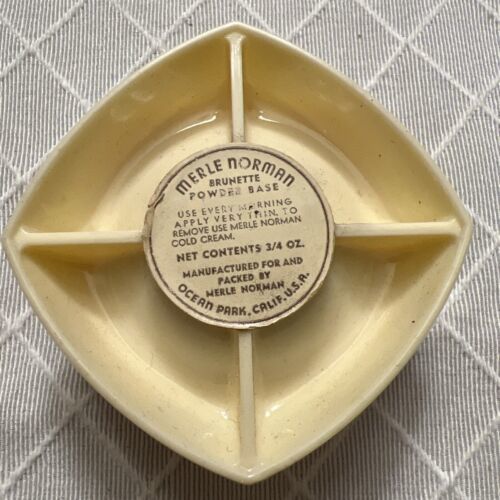 MERLE NORMAN
BRUNETTE
POWDER BASE
USE EVERY MORNING
APPLY VERY THIN. TO
REMOVE USE MERLE NORMAN
COLD CREAM.
NET CONTENTS 3/4 OZ.
MANUFACTURED FOR AND
PACKED BY
MERLE NORMAN
OCEAN PARK, CALIF. U.S.A.